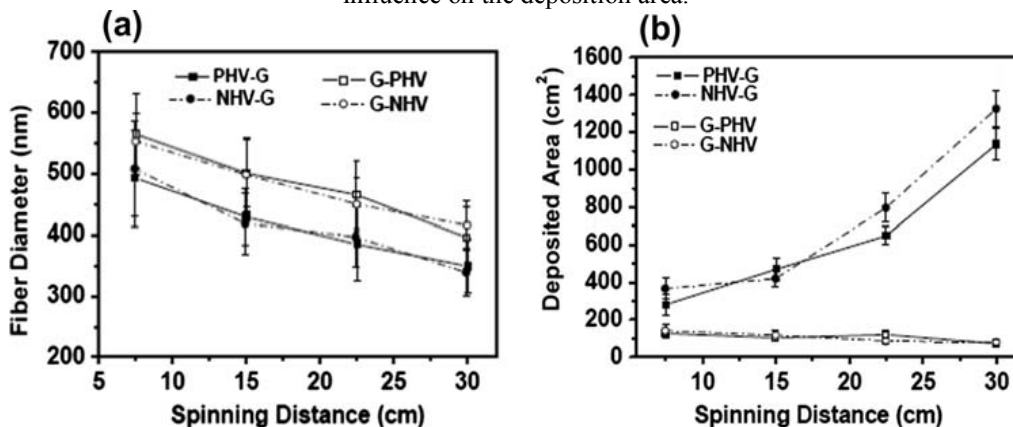 influence on the deposition area.
(a)
700
600
500
400
300
200
Fiber Diameter (nm)
PHV-G
G-PHV
NHV-G
G-NHV
5 10 15 20 25 30
Spinning Distance (cm)
(b)
1600
1400
1200
1000
800
600
400
200
0
Deposited Area (cm²)
PHV-G
NHV-G
G-PHV
G-NHV
10 15 20 25 30
Spinning Distance (cm)